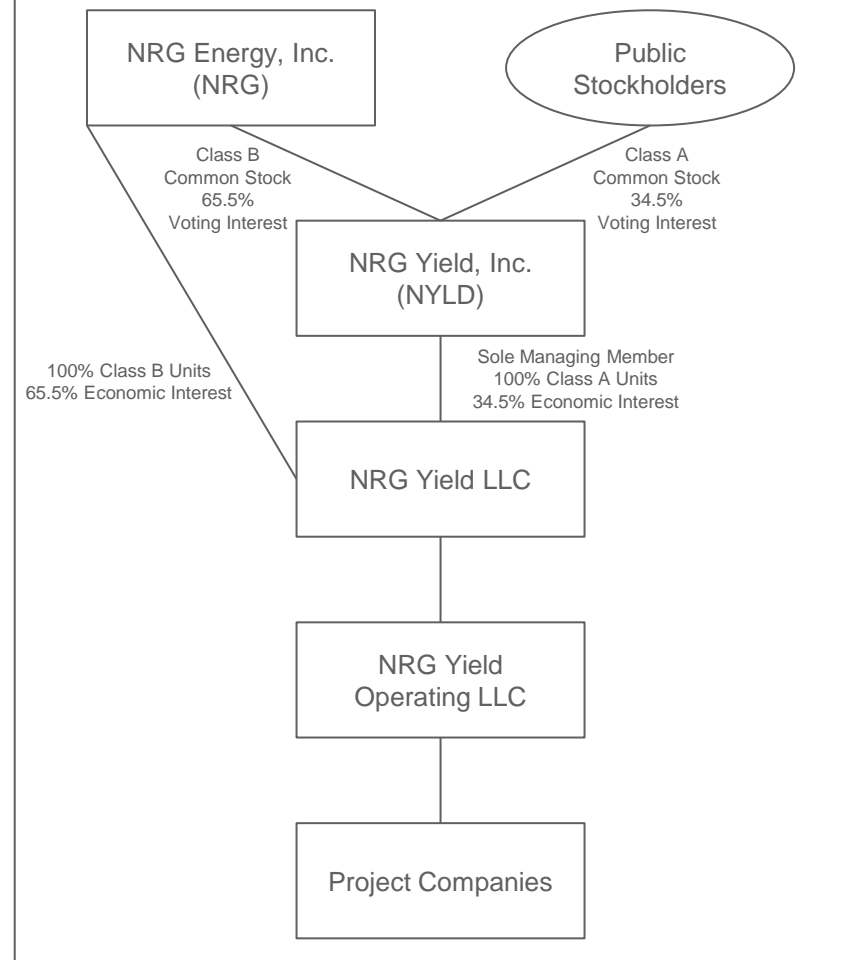 NRG Energy, Inc.
(NRG)
Public
Stockholders
Class B
Common Stock
65.5%
Voting Interest
Class A
Common Stock
34.5%
Voting Interest
NRG Yield, Inc.
(NYLD)
100% Class B Units
65.5% Economic Interest
Sole Managing Member
100% Class A Units
34.5% Economic Interest
NRG Yield LLC
NRG Yield
Operating LLC
Project Companies